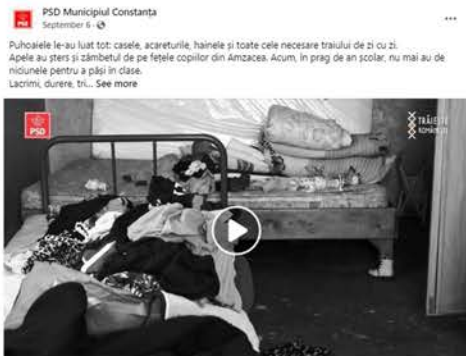 PSD Municipiul Constanța
September 6 ·
Puhoaiele le-au luat tot: casele, acareturile, hainele și toate cele necesare traiului de zi cu zi.
Apele au șters și zâmbetul de pe fețele copiilor din Amzacea. Acum, în prag de an școlar, nu mai au de
niciunele pentru a păși în clase.
Lacrimi, durere, tri... See more
PSD
TRĂIEȘTE
ROMÂNEȘTE